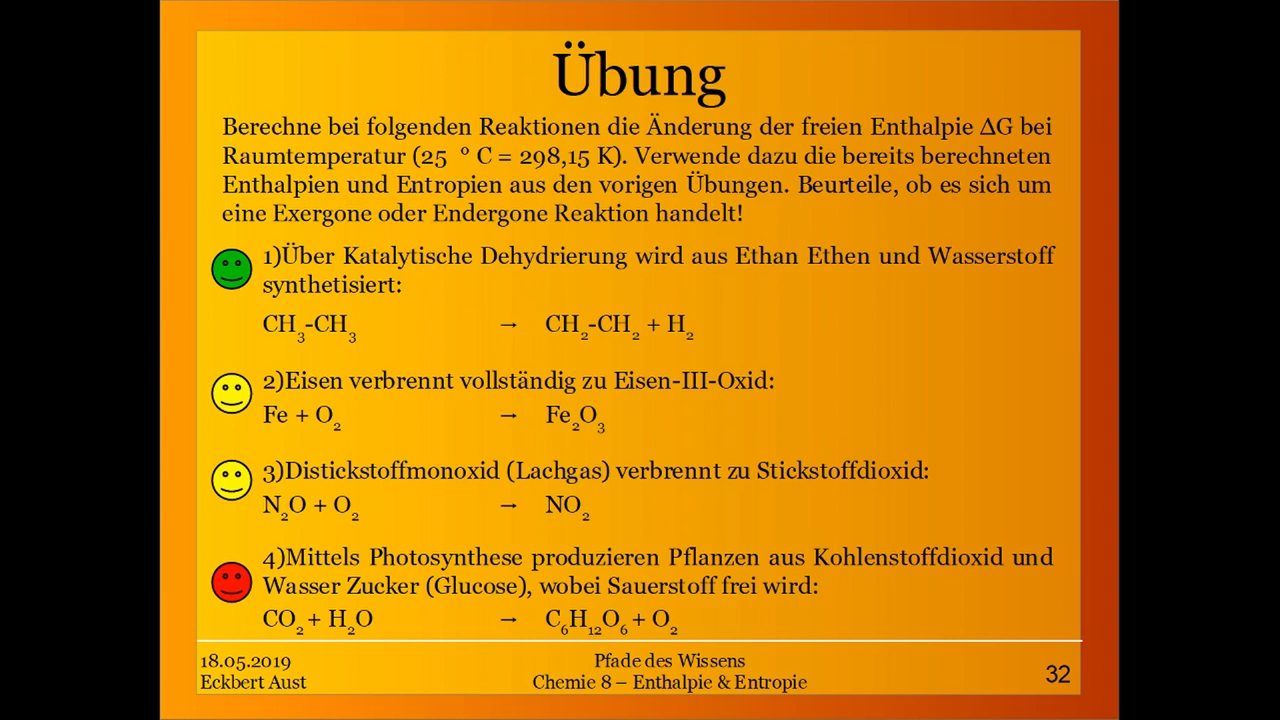 Übung
Berechne bei folgenden Reaktionen die Änderung der freien Enthalpie ΔG bei
Raumtemperatur (25 ° C = 298,15 K). Verwende dazu die bereits berechneten
Enthalpien und Entropien aus den vorigen Übungen. Beurteile, ob es sich um
eine Exergone oder Endergone Reaktion handelt!
1)Über Katalytische Dehydrierung wird aus Ethan Ethen und Wasserstoff
synthetisiert:
CH₃-CH₃ → CH₂-CH₂ + H₂
2)Eisen verbrennt vollständig zu Eisen-III-Oxid:
Fe + O₂ → Fe₂O₃
3)Distickstoffmonoxid (Lachgas) verbrennt zu Stickstoffdioxid:
N₂O + O₂ → NO₂
4)Mittels Photosynthese produzieren Pflanzen aus Kohlenstoffdioxid und
Wasser Zucker (Glucose), wobei Sauerstoff frei wird:
CO₂ + H₂O → C₆H₁₂O₆ + O₂
18.05.2019
Eckbert Aust
Pfade des Wissens
Chemie 8 – Enthalpie & Entropie
32